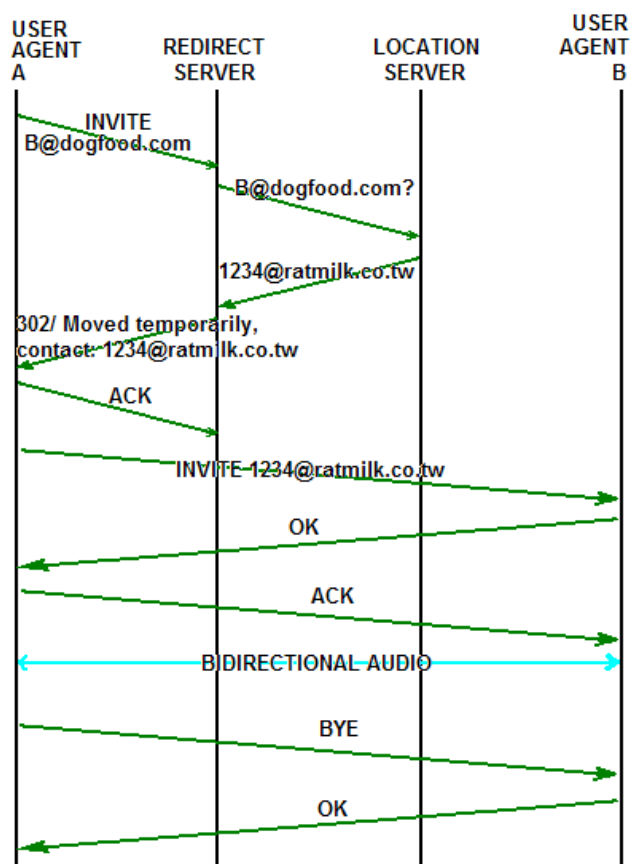 USER
AGENT
A
REDIRECT
SERVER
LOCATION
SERVER
USER
AGENT
B
INVITE
B@dogfood.com
B@dogfood.com?
1234@ratmilk.co.tw
302/ Moved temporarily,
contact: 1234@ratmilk.co.tw
ACK
INVITE 1234@ratmilk.co.tw
OK
ACK
BIDIRECTIONAL AUDIO
BYE
OK